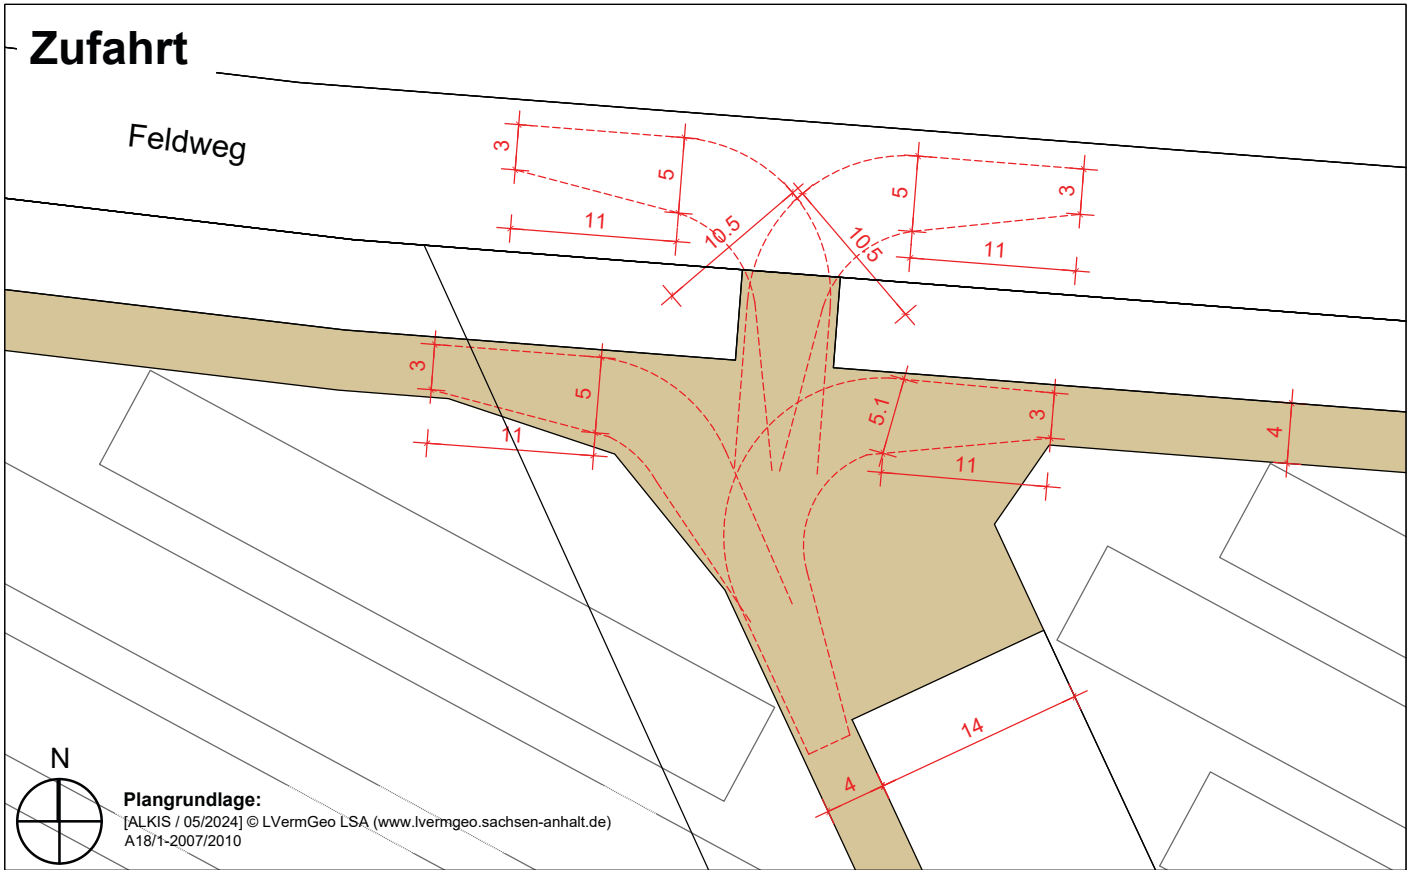 Zufahrt
Feldweg
3
5
11
10.5
10.5
5
3
11
3
5
11
5.1
3
11
4
14
4
N
Plangrundlage:
[ALKIS / 05/2024] © LVermGeo LSA (www.lvermgeo.sachsen-anhalt.de)
A18/1-2007/2010